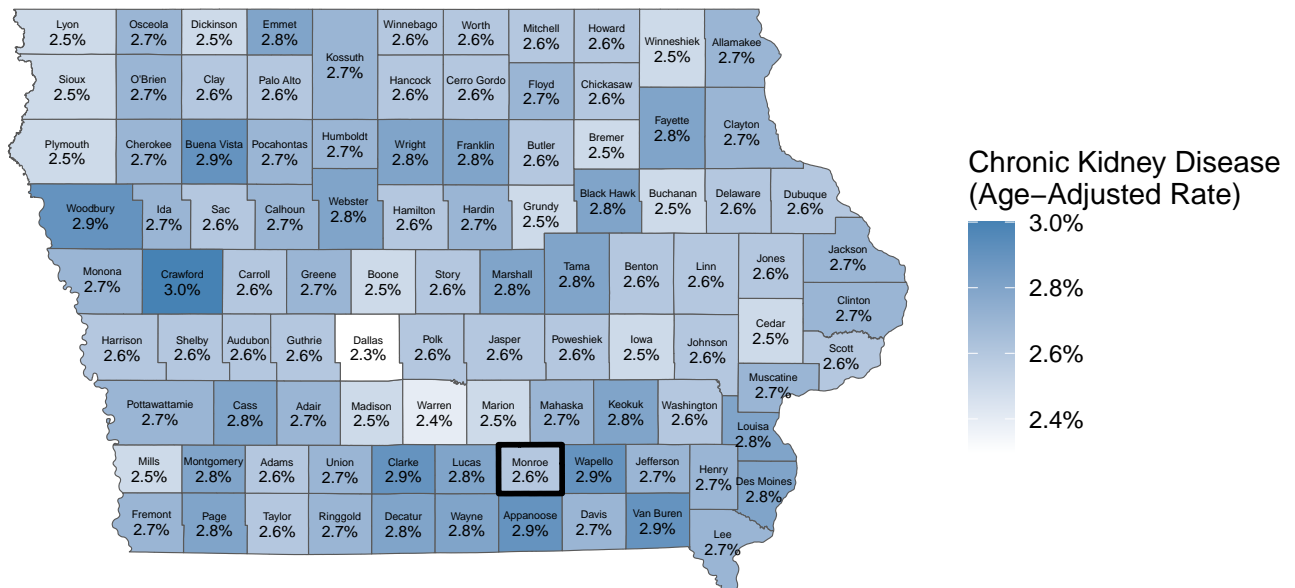 Lyon Osceola Dickinson Emmet Winnebago Worth Mitchell Howard Winneshiek Allamakee
2.5% 2.7% 2.5% 2.8% 2.6% 2.6% 2.6% 2.6% 2.5% 2.7%
Kossuth
2.7%
Sioux O'Brien Clay Palo Alto Hancock Cerro Gordo Floyd Chickasaw
2.5% 2.7% 2.6% 2.6% 2.6% 2.6% 2.7% 2.6%
Fayette Clayton
2.8% 2.7%
Plymouth Cherokee Buena Vista Pocahontas Humboldt Wright Franklin Butler Bremer
2.5% 2.7% 2.9% 2.7% 2.7% 2.8% 2.8% 2.6% 2.5%
Woodbury Ida Sac Calhoun Webster Hamilton Hardin Grundy Black Hawk Buchanan Delaware Dubuque
2.9% 2.7% 2.6% 2.7% 2.8% 2.6% 2.7% 2.5% 2.8% 2.5% 2.6% 2.6%
Monona Crawford Carroll Greene Boone Story Marshall Tama Benton Linn Jones Jackson
2.7% 3.0% 2.6% 2.7% 2.5% 2.6% 2.8% 2.8% 2.6% 2.6% 2.6% 2.7%
Clinton
2.7%
Harrison Shelby Audubon Guthrie Dallas Polk Jasper Poweshiek Iowa Johnson Cedar Scott
2.6% 2.6% 2.6% 2.6% 2.3% 2.6% 2.6% 2.6% 2.5% 2.6% 2.5% 2.6%
Muscatine
2.7%
Pottawattamie Cass Adair Madison Warren Marion Mahaska Keokuk Washington Louisa
2.7% 2.8% 2.7% 2.5% 2.4% 2.5% 2.7% 2.8% 2.6% 2.8%
Mills Montgomery Adams Union Clarke Lucas Monroe Wapello Jefferson Henry Des Moines
2.5% 2.8% 2.6% 2.7% 2.9% 2.8% 2.6% 2.9% 2.7% 2.7% 2.8%
Fremont Page Taylor Ringgold Decatur Wayne Appanoose Davis Van Buren Lee
2.7% 2.8% 2.6% 2.7% 2.8% 2.8% 2.9% 2.7% 2.9% 2.7%
Chronic Kidney Disease
(Age−Adjusted Rate)
3.0%
2.8%
2.6%
2.4%